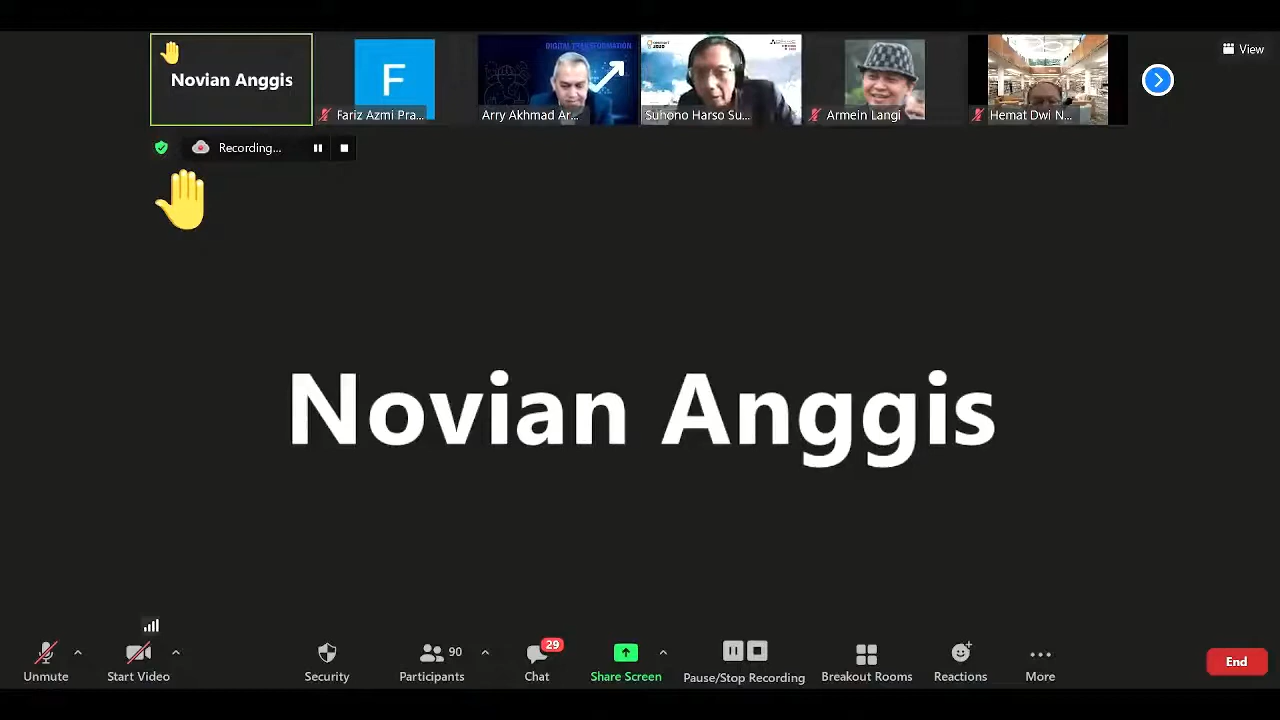 Novian Anggis
F
Fariz Azmi Pra...
DIGITAL TRANSFORMATION
Arry Akhmad Ar...
Suhono Harso Su...
Armein Langi
Hemat Dwi N...
View
Recording...
Novian Anggis
Unmute
Start Video
Security
90
Participants
29
Chat
Share Screen
Pause/Stop Recording
Breakout Rooms
Reactions
More
End